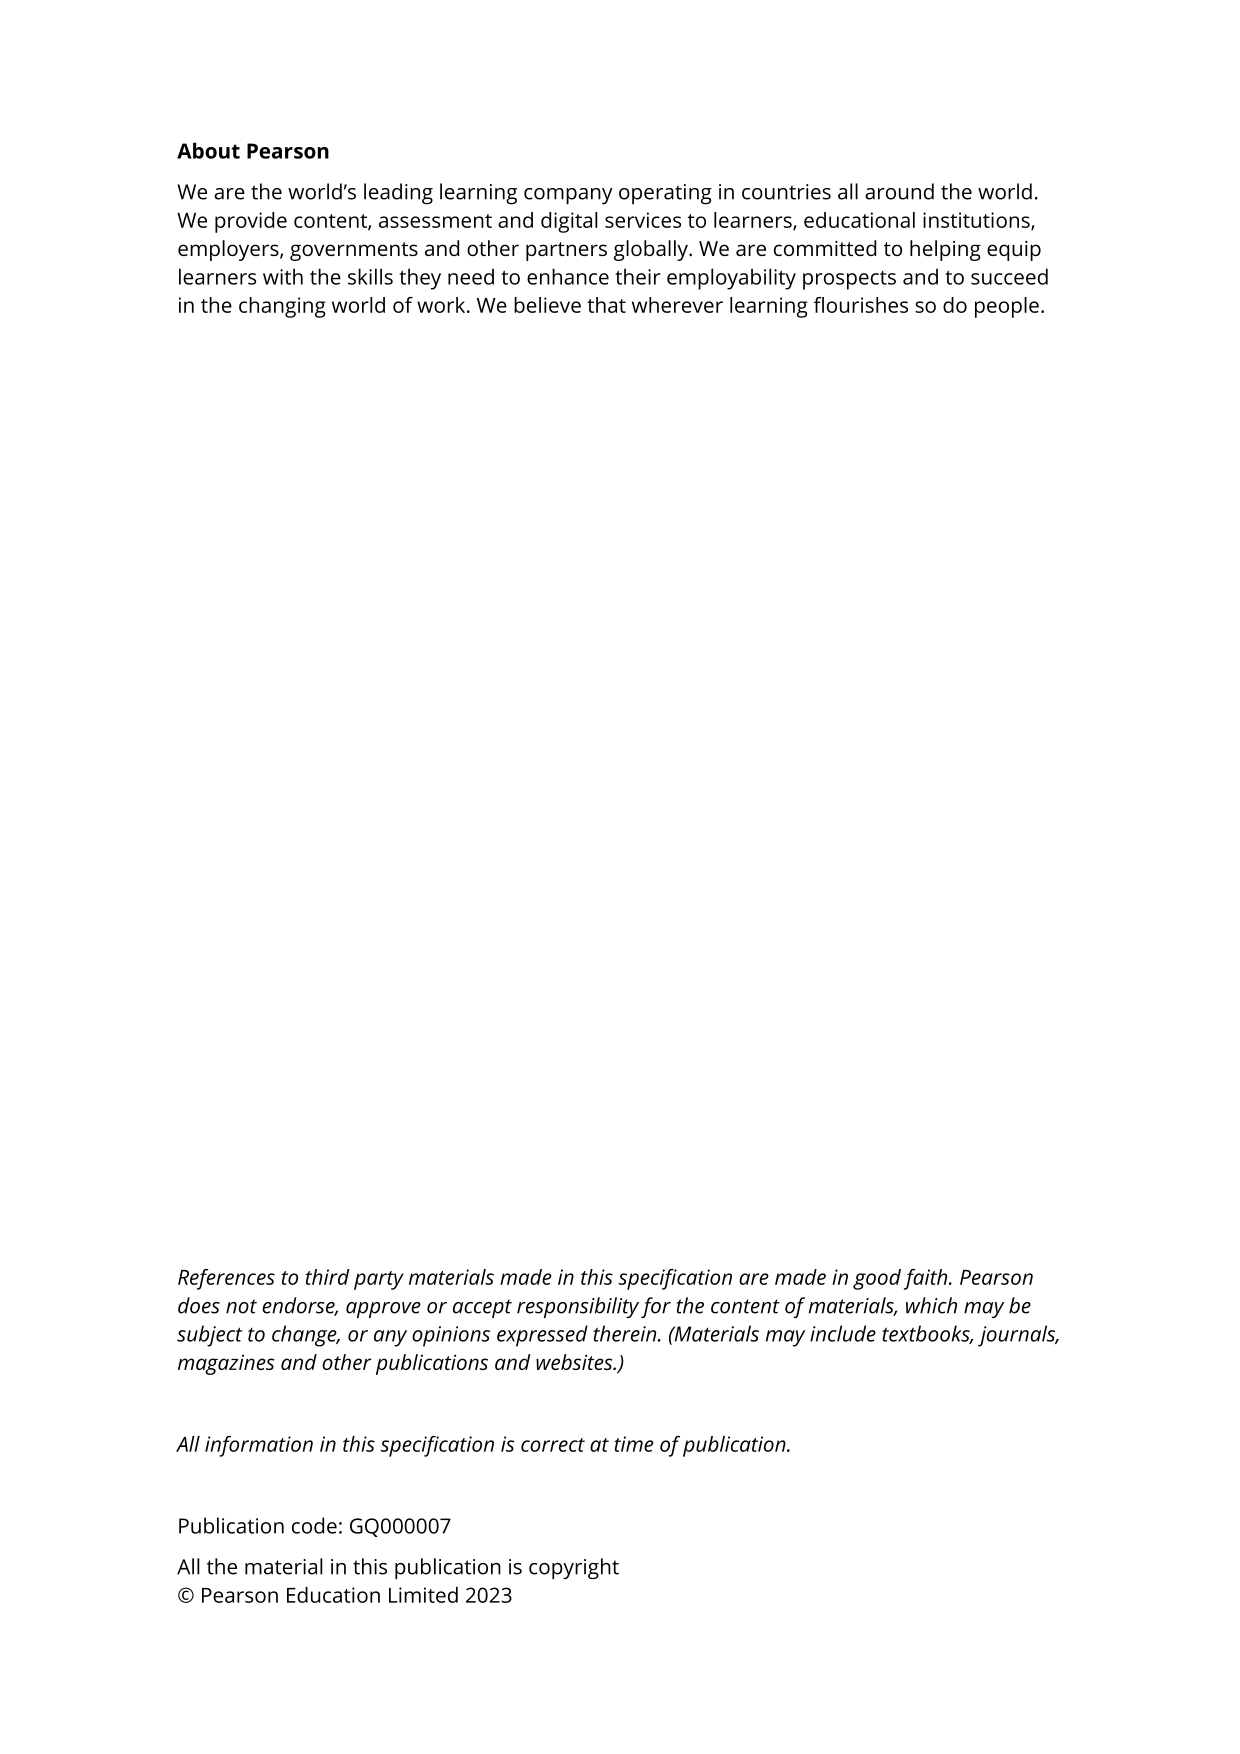 About Pearson
We are the world’s leading learning company operating in countries all around the world.
We provide content, assessment and digital services to learners, educational institutions,
employers, governments and other partners globally. We are committed to helping equip
learners with the skills they need to enhance their employability prospects and to succeed
in the changing world of work. We believe that wherever learning flourishes so do people.
References to third party materials made in this specification are made in good faith. Pearson
does not endorse, approve or accept responsibility for the content of materials, which may be
subject to change, or any opinions expressed therein. (Materials may include textbooks, journals,
magazines and other publications and websites.)
All information in this specification is correct at time of publication.
Publication code: GQ000007
All the material in this publication is copyright
© Pearson Education Limited 2023